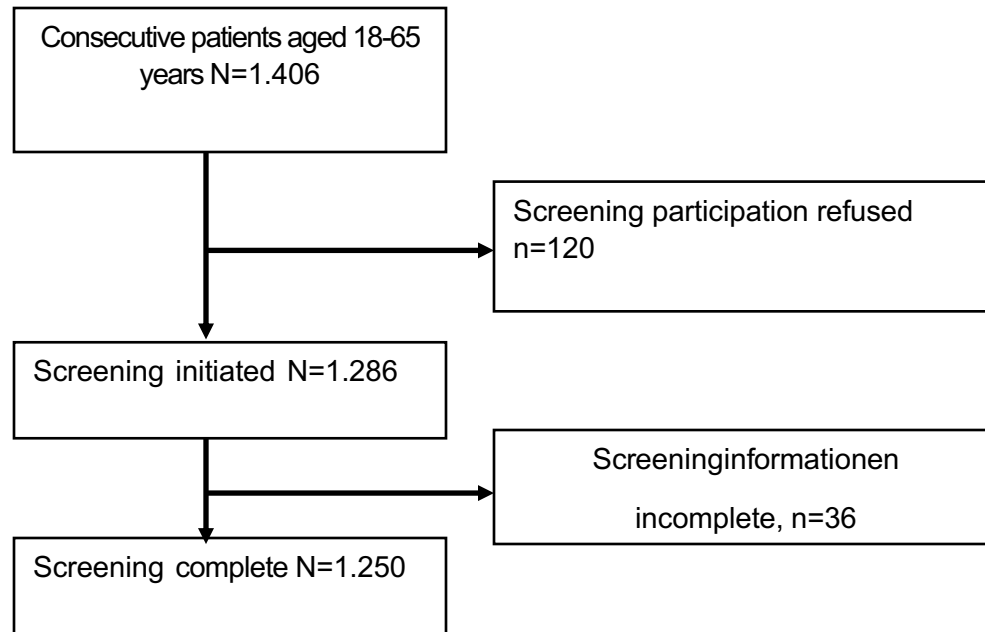 Consecutive patients aged 18-65
years N=1.406
Screening participation refused
n=120
Screening initiated N=1.286
Screeninginformationen
incomplete, n=36
Screening complete N=1.250